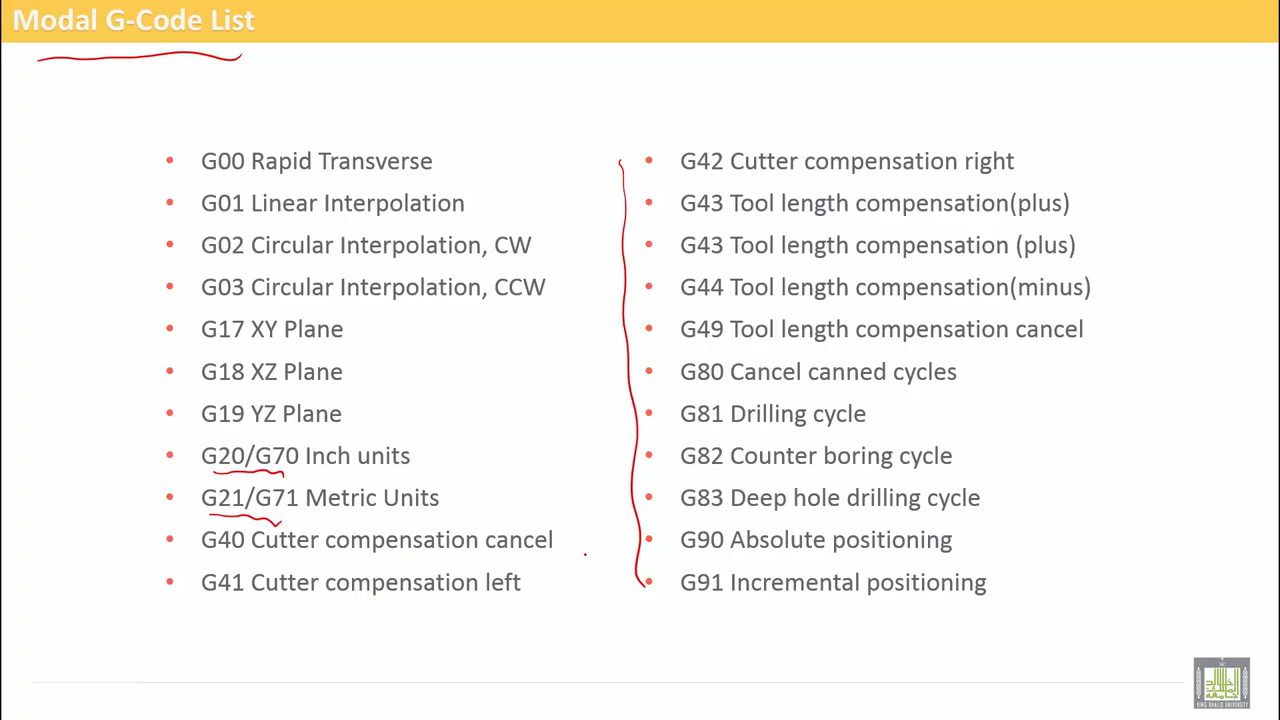 Modal G-Code List
• G00 Rapid Transverse
• G01 Linear Interpolation
• G02 Circular Interpolation, CW
• G03 Circular Interpolation, CCW
• G17 XY Plane
• G18 XZ Plane
• G19 YZ Plane
• G20/G70 Inch units
• G21/G71 Metric Units
• G40 Cutter compensation cancel
• G41 Cutter compensation left
• G42 Cutter compensation right
• G43 Tool length compensation(plus)
• G43 Tool length compensation (plus)
• G44 Tool length compensation(minus)
• G49 Tool length compensation cancel
• G80 Cancel canned cycles
• G81 Drilling cycle
• G82 Counter boring cycle
• G83 Deep hole drilling cycle
• G90 Absolute positioning
• G91 Incremental positioning
KING KHALID UNIVERSITY